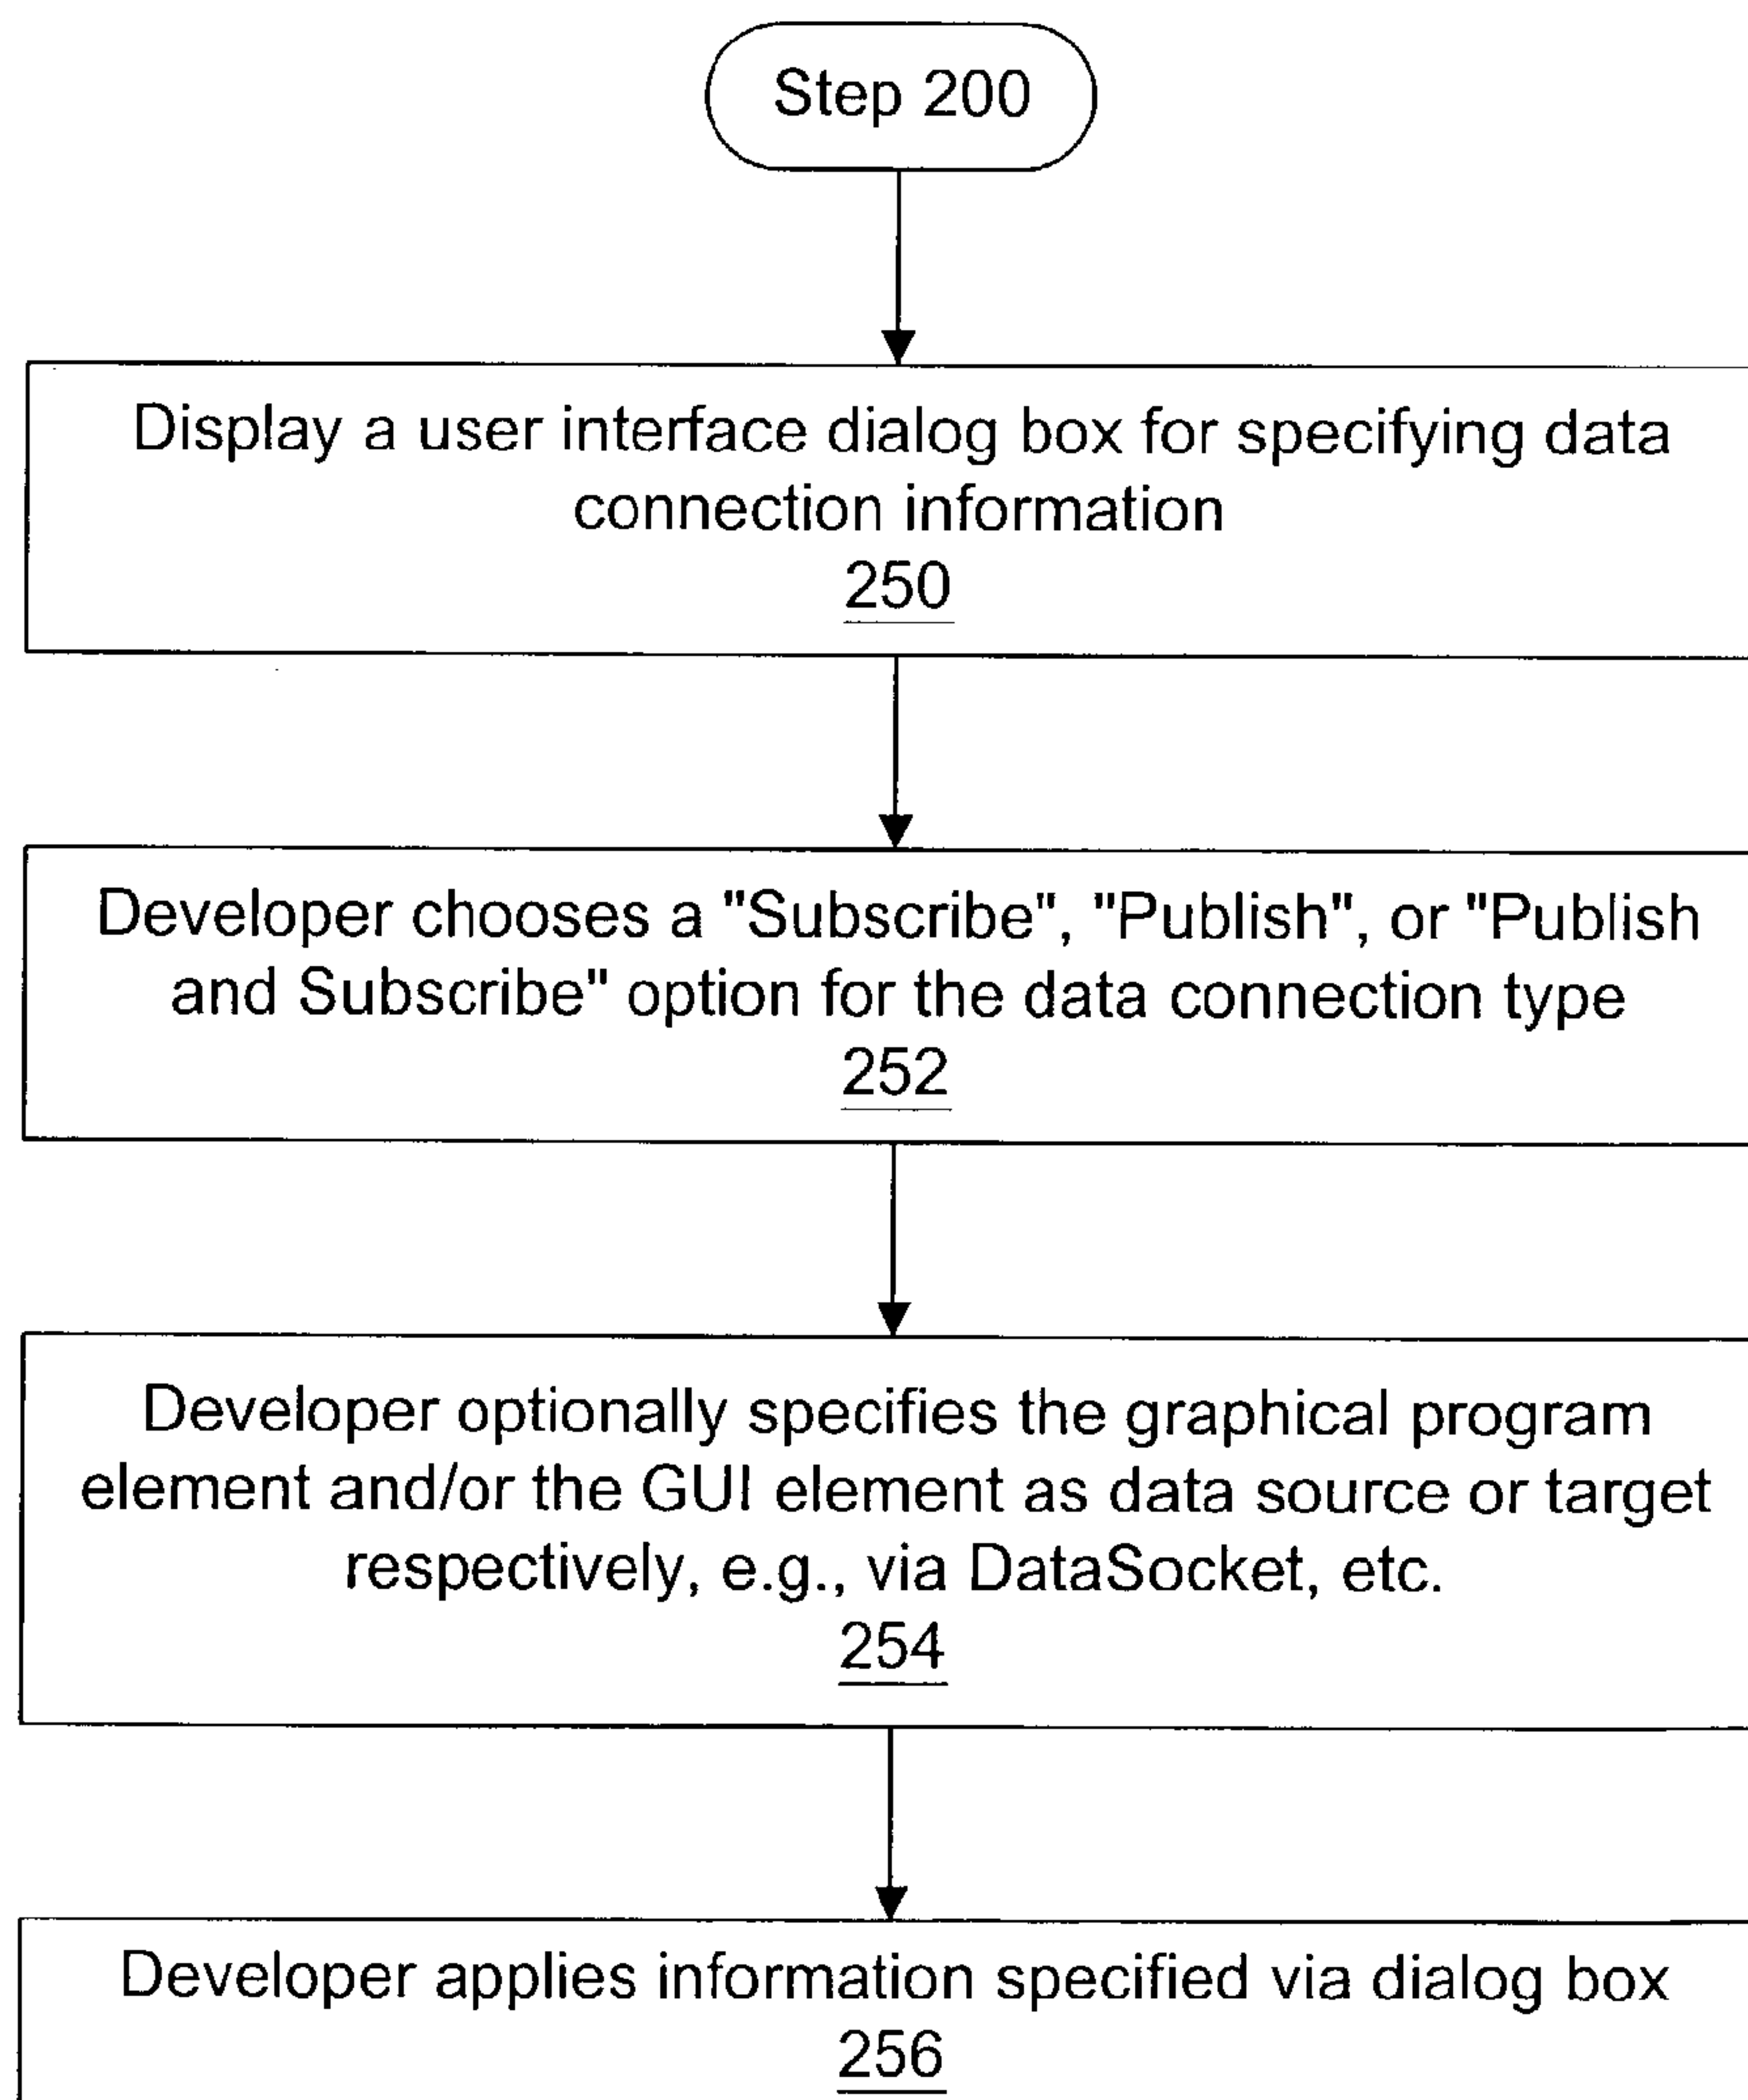 Step 200
Display a user interface dialog box for specifying data
connection information
250
Developer chooses a "Subscribe", "Publish", or "Publish
and Subscribe" option for the data connection type
252
Developer optionally specifies the graphical program
element and/or the GUI element as data source or target
respectively, e.g., via DataSocket, etc.
254
Developer applies information specified via dialog box
256